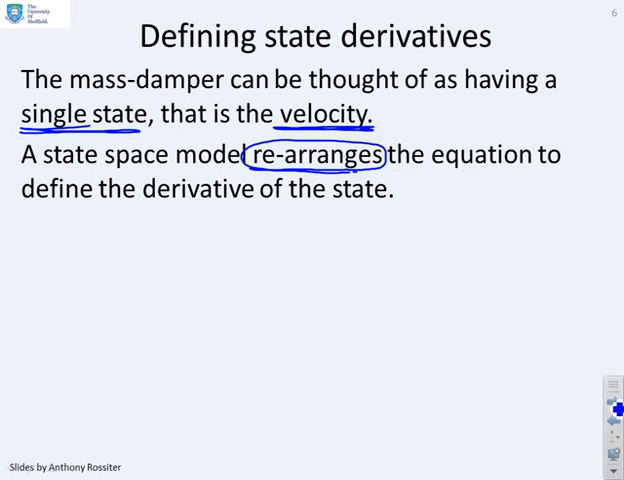 The
University
Of
Sheffield.
6
Defining state derivatives
The mass-damper can be thought of as having a
single state, that is the velocity.
A state space model re-arranges the equation to
define the derivative of the state.
Slides by Anthony Rossiter